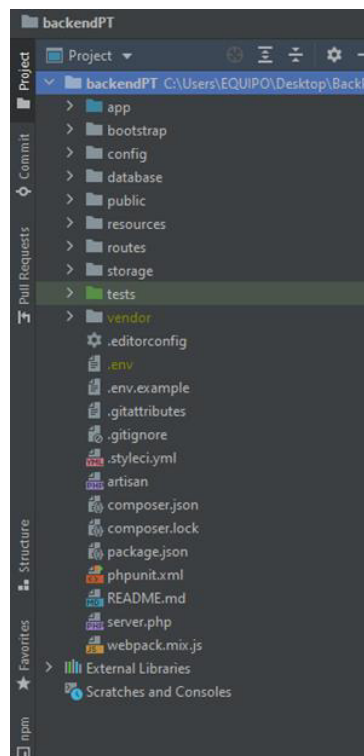 backendPT
Project
backendPT C:\Users\EQUIPO\Desktop\Back
app
bootstrap
config
database
public
resources
routes
storage
tests
vendor
.editorconfig
.env
.env.example
.gitattributes
.gitignore
.styleci.yml
artisan
composer.json
composer.lock
package.json
phpunit.xml
README.md
server.php
webpack.mix.js
External Libraries
Scratches and Consoles
Project
Commit
Pull Requests
Structure
Favorites
npm